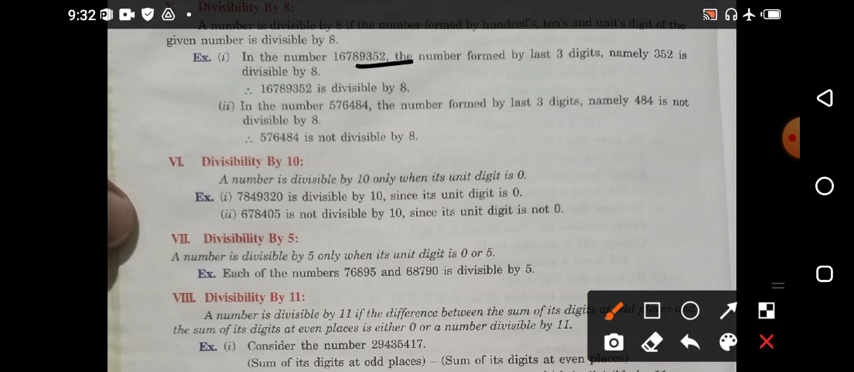 9:32
Divisibility By 8:
A number is divisible by 8 if the number formed by hundred's, ten's and unit's digit of the
given number is divisible by 8.
Ex. (i) In the number 16789352, the number formed by last 3 digits, namely 352 is
divisible by 8.
∴ 16789352 is divisible by 8.
(ii) In the number 576484, the number formed by last 3 digits, namely 484 is not
divisible by 8.
∴ 576484 is not divisible by 8.
VI. Divisibility By 10:
A number is divisible by 10 only when its unit digit is 0.
Ex. (i) 7849320 is divisible by 10, since its unit digit is 0.
(ii) 678405 is not divisible by 10, since its unit digit is not 0.
VII. Divisibility By 5:
A number is divisible by 5 only when its unit digit is 0 or 5.
Ex. Each of the numbers 76895 and 68790 is divisible by 5.
VIII. Divisibility By 11:
A number is divisible by 11 if the difference between the sum of its digits at odd places
the sum of its digits at even places is either 0 or a number divisible by 11.
Ex. (i) Consider the number 29435417.
(Sum of its digits at odd places) – (Sum of its digits at even places)